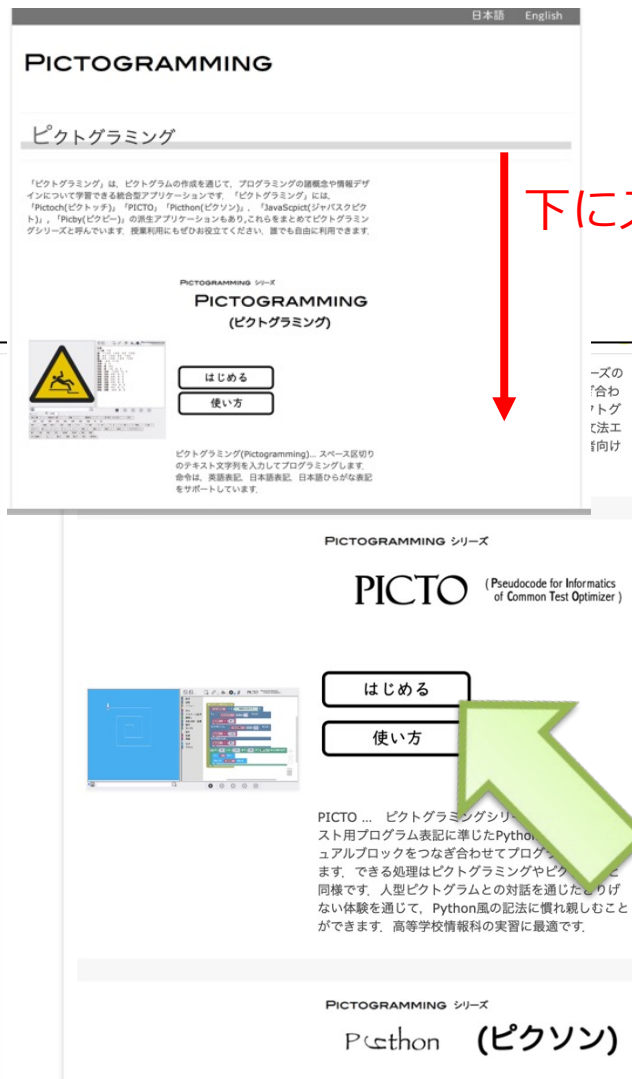 日本語 English
PICTOGRAMMING
ピクトグラミング
「ピクトグラミング」は，ピクトグラムの作成を通じて，プログラミングの諸概念や情報デザ
インについて学習できる統合型アプリケーションです．「ピクトグラミング」には，
「Pictoch(ピクトッチ)」「PICTO」「Picthon(ピクソン)」，「JavaScpict(ジャバスクピク
ト)」，「Picby(ピクビー)」の派生アプリケーションもあり,これらをまとめてピクトグラミン
グシリーズと呼んでいます．授業利用にもぜひお役立てください．誰でも自由に利用できます．
下に
PICTOGRAMMING シリーズ
PICTOGRAMMING
(ピクトグラミング)
はじめる
使い方
ピクトグラミング(Pictogramming)... スペース区切り
のテキスト文字列を入力してプログラミングします．
命令は，英語表記，日本語表記，日本語ひらがな表記
をサポートしています．
ーズの
合わ
トグ
法エ
者向け
PICTOGRAMMING シリーズ
PICTO (Pseudocode for Informatics
of Common Test Optimizer )
はじめる
使い方
PICTO ... ピクトグラミングシリ
スト用プログラム表記に準じたPytho
ュアルブロックをつなぎ合わせてプログ
ます．できる処理はピクトグラミングやピク
同様です．人型ピクトグラムとの対話を通じた りげ
ない体験を通じて，Python風の記法に慣れ親しむこと
ができます．高等学校情報科の実習に最適です．
PICTOGRAMMING シリーズ
Picthon (ピクソン)